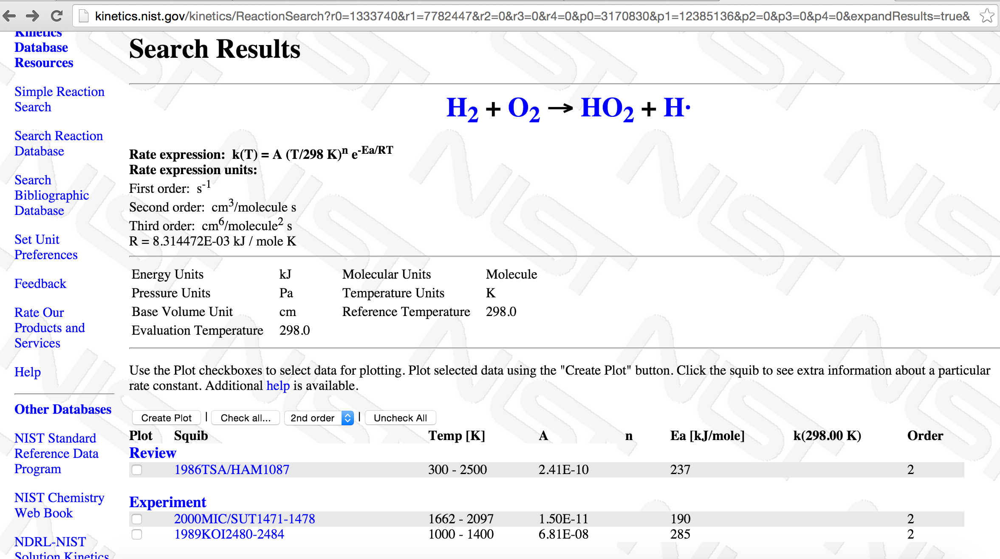 kinetics.nist.gov/kinetics/ReactionSearch?r0=1333740&r1=7782447&r2=0&r3=0&r4=0&p0=3170830&p1=12385136&p2=0&p3=0&p4=0&expandResults=true&
Kinetics
Database
Resources
Simple Reaction
Search
Search Reaction
Database
Search
Bibliographic
Database
Set Unit
Preferences
Feedback
Rate Our
Products and
Services
Help
Other Databases
NIST Standard
Reference Data
Program
NIST Chemistry
Web Book
NDRL-NIST
Solution Kinetics
Search Results
H₂ + O₂ → HO₂ + H·
Rate expression: k(T) = A (T/298 K)ⁿ e^-Ea/RT
Rate expression units:
First order: s⁻¹
Second order: cm³/molecule s
Third order: cm⁶/molecule² s
R = 8.314472E-03 kJ / mole K
Energy Units kJ Molecular Units Molecule
Pressure Units Pa Temperature Units K
Base Volume Unit cm Reference Temperature 298.0
Evaluation Temperature 298.0
Use the Plot checkboxes to select data for plotting. Plot selected data using the "Create Plot" button. Click the squib to see extra information about a particular
rate constant. Additional help is available.
Create Plot | Check all... 2nd order | Uncheck All
Plot Squib Temp [K] A n Ea [kJ/mole] k(298.00 K) Order
Review
1986TSA/HAM1087 300 - 2500 2.41E-10 237 2
Experiment
2000MIC/SUT1471-1478 1662 - 2097 1.50E-11 190 2
1989KOI2480-2484 1000 - 1400 6.81E-08 285 2
NIST